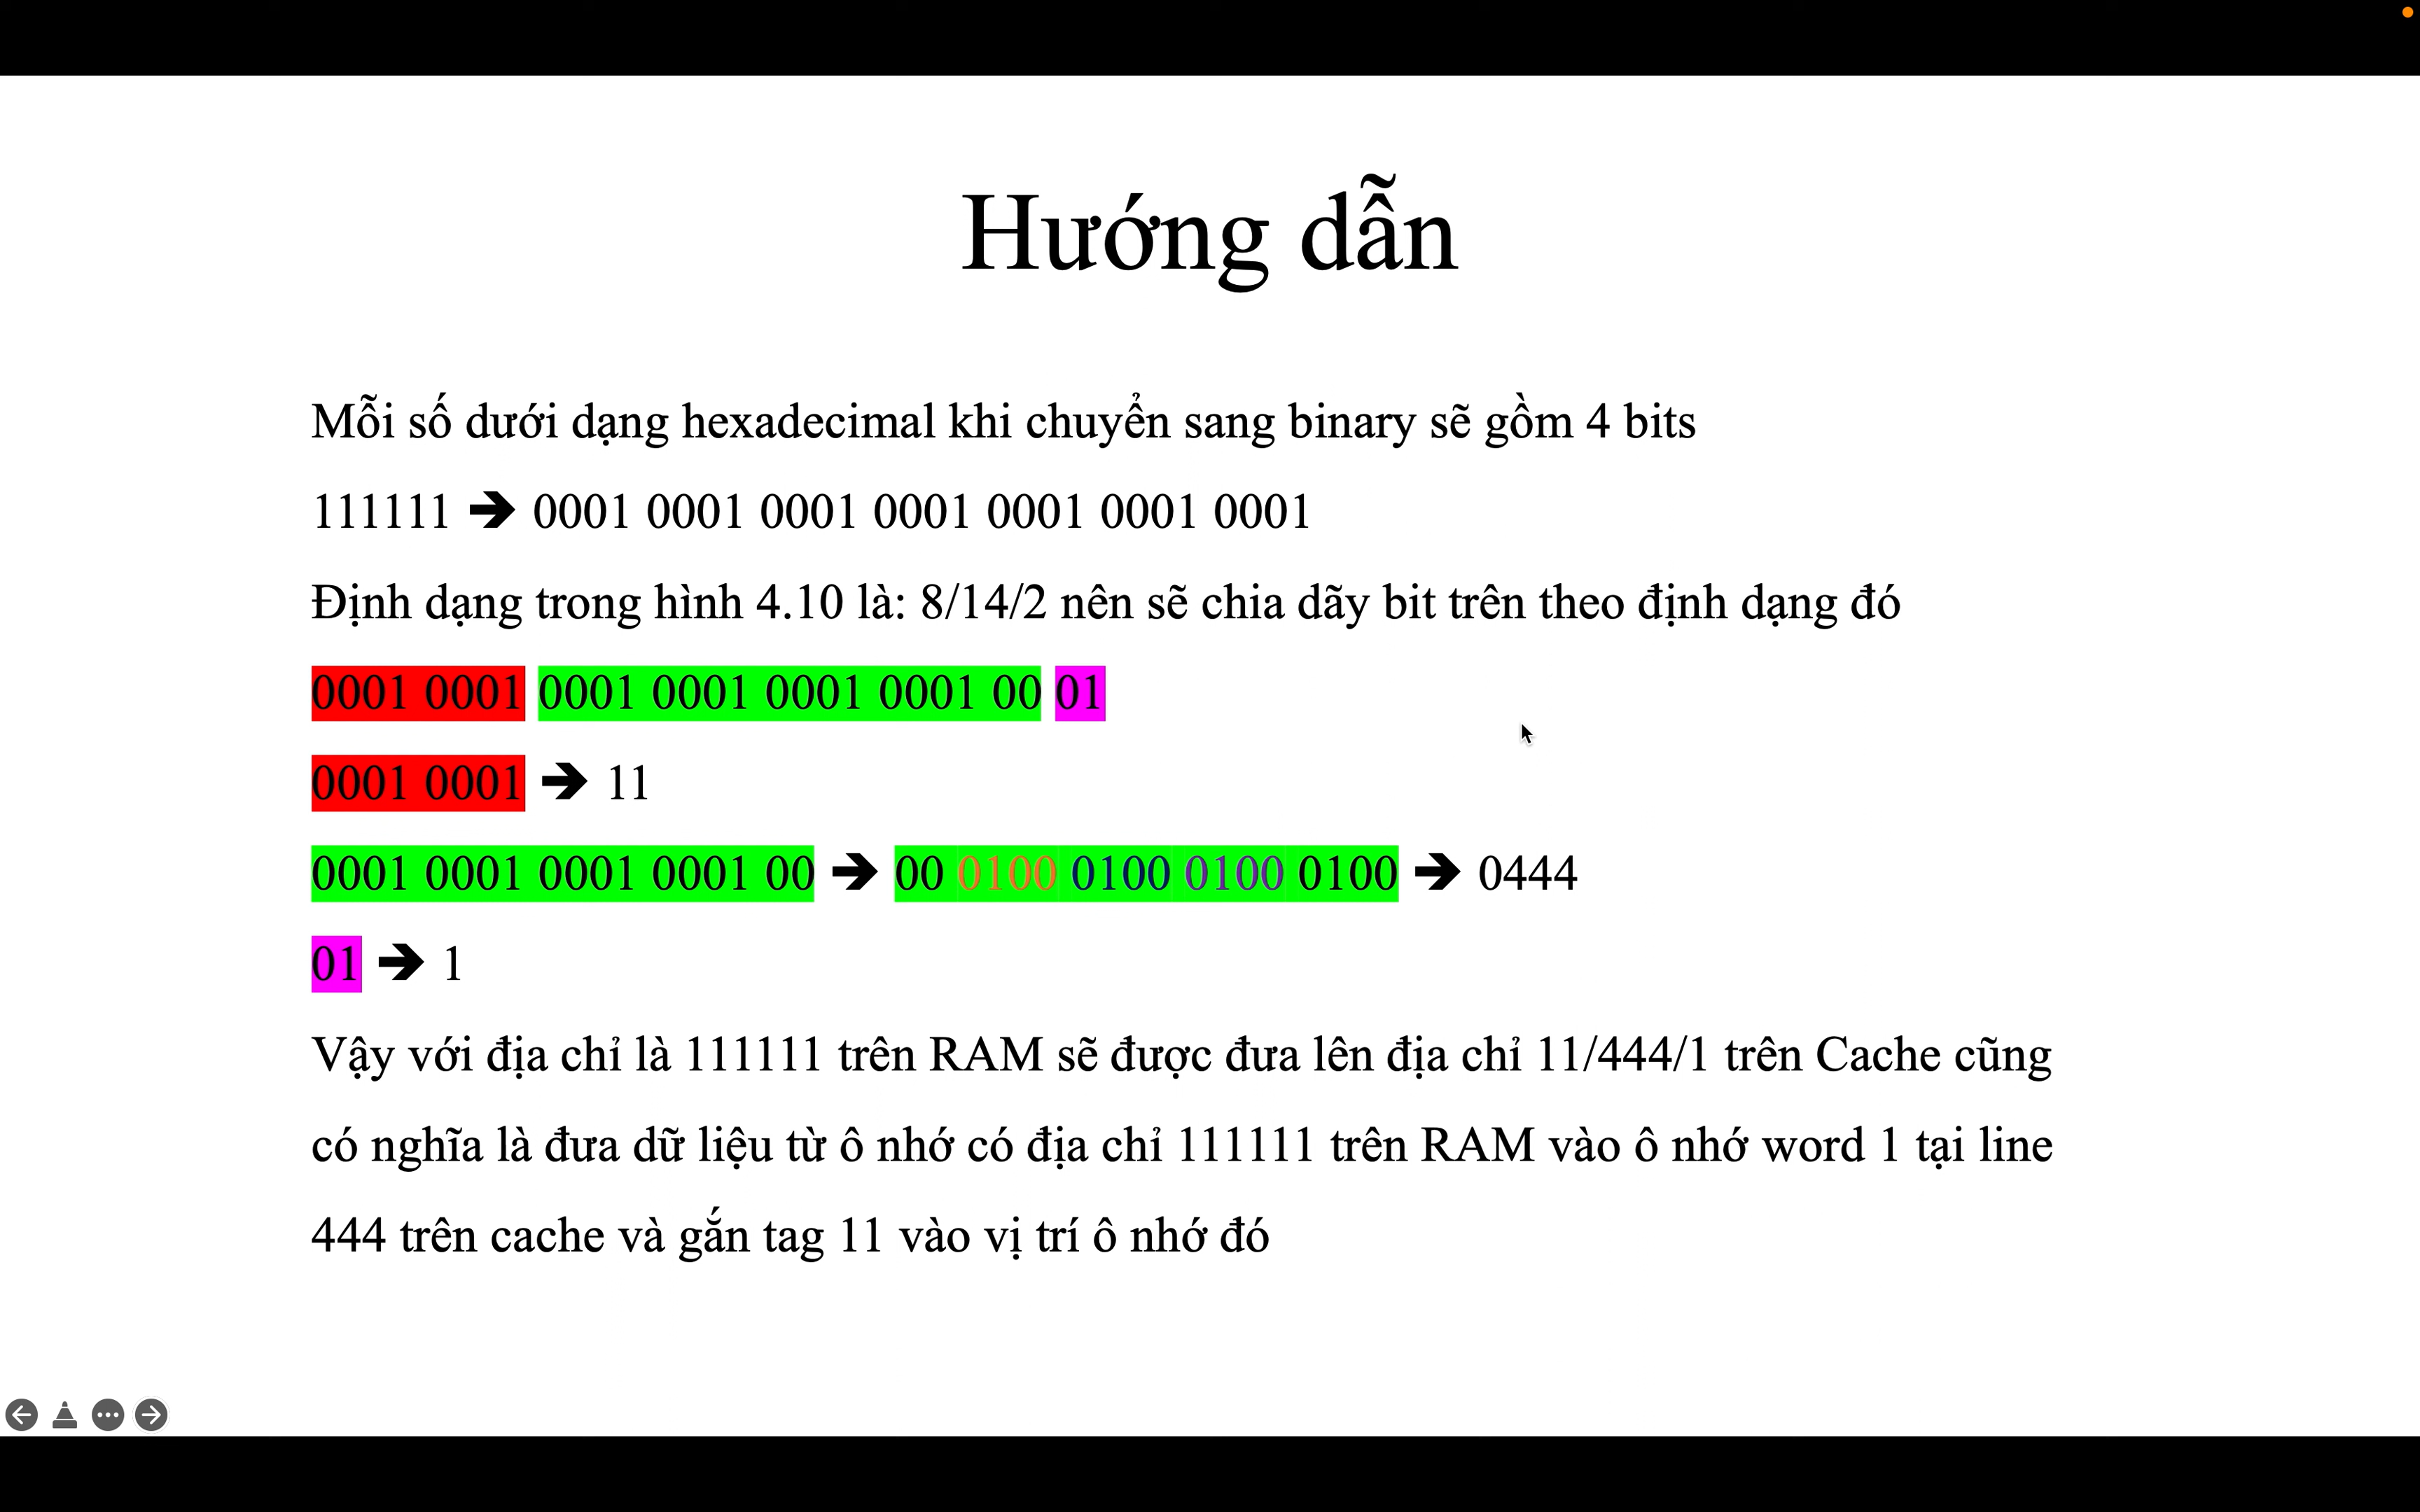 Hướng dẫn
Mỗi số dưới dạng hexadecimal khi chuyển sang binary sẽ gồm 4 bits
111111 ➔ 0001 0001 0001 0001 0001 0001 0001
Định dạng trong hình 4.10 là: 8/14/2 nên sẽ chia dãy bit trên theo định dạng đó
0001 0001 0001 0001 0001 0001 00 01
0001 0001 ➔ 11
0001 0001 0001 0001 00 ➔ 00 0100 0100 0100 0100 ➔ 0444
01 ➔ 1
Vậy với địa chỉ là 111111 trên RAM sẽ được đưa lên địa chỉ 11/444/1 trên Cache cũng
có nghĩa là đưa dữ liệu từ ô nhớ có địa chỉ 111111 trên RAM vào ô nhớ word 1 tại line
444 trên cache và gắn tag 11 vào vị trí ô nhớ đó